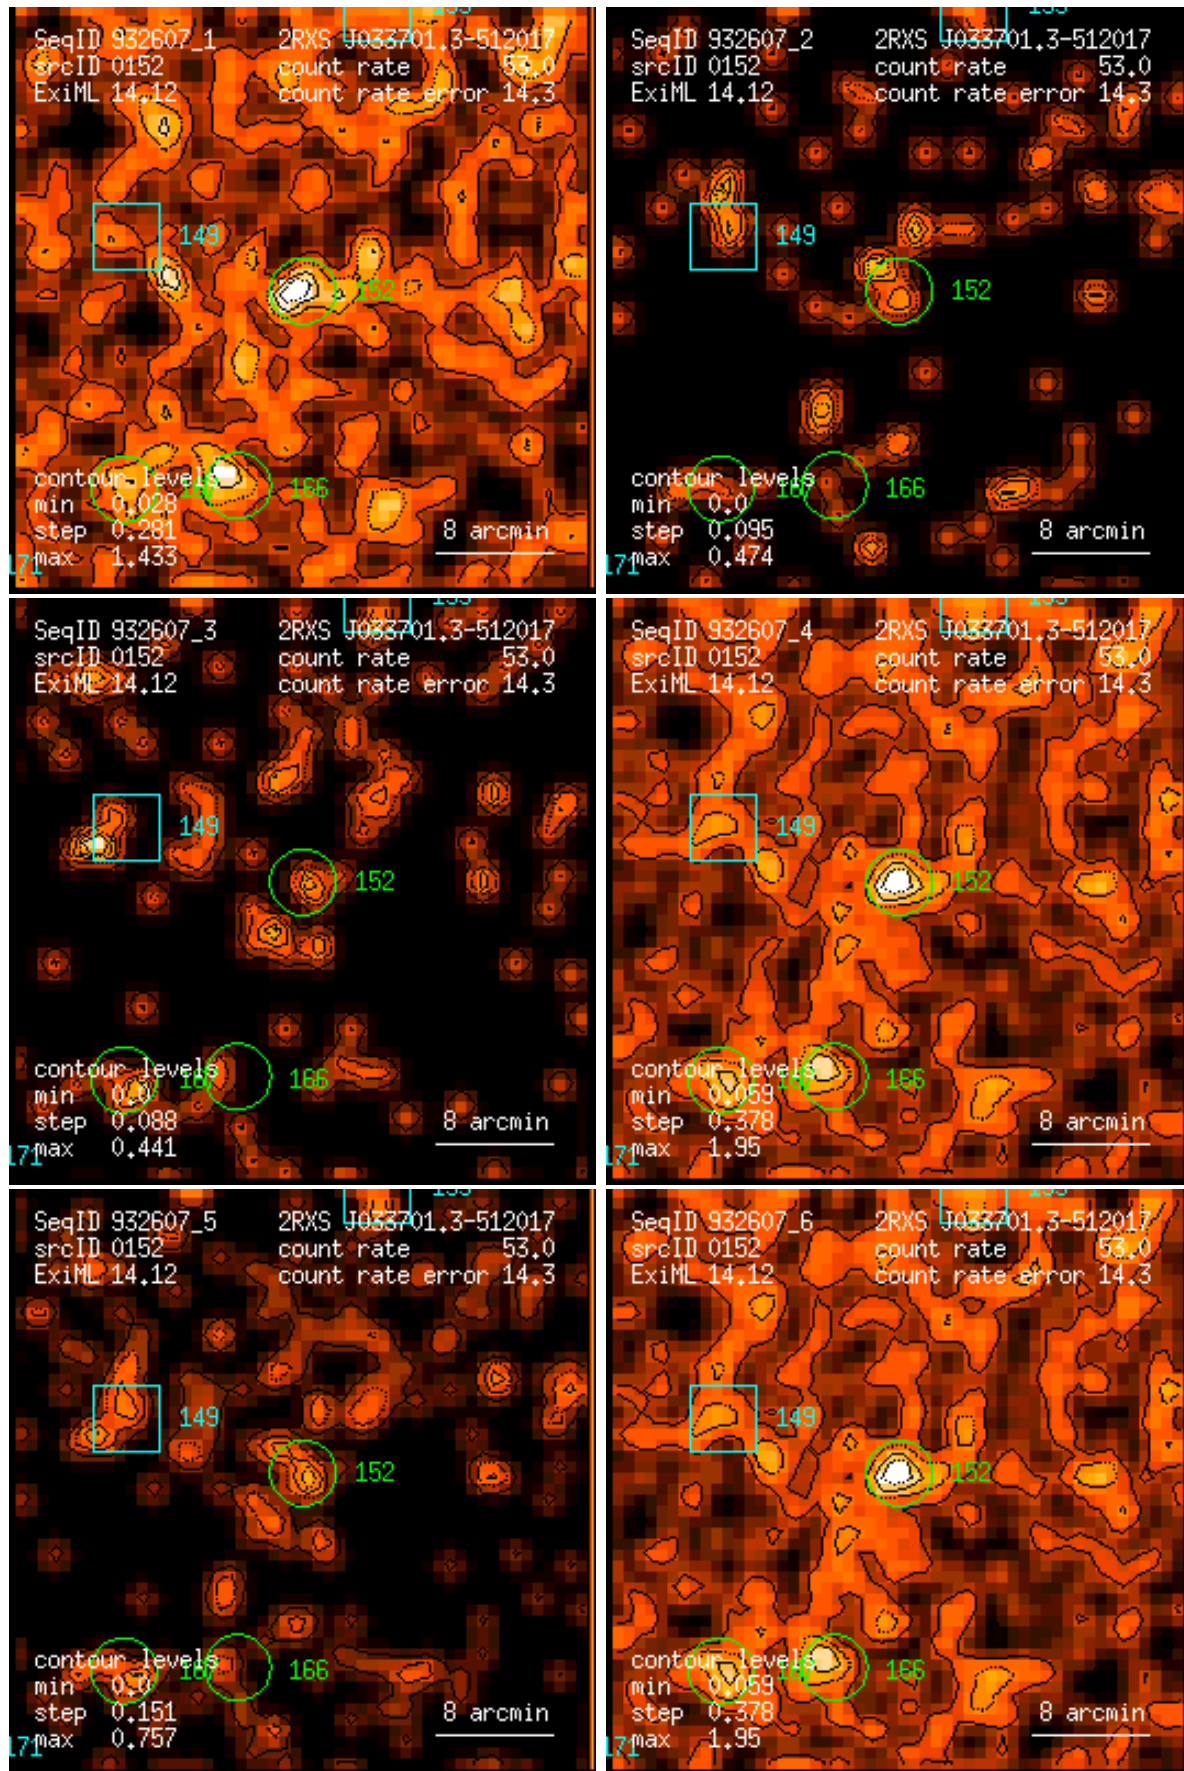 SeqID 932607_1 2RXS J033701.3-512017
srcID 0152 count rate 53.0
ExiML 14.12 count rate error 14.3
149
152
contour levels
166
min 0.028
step 0.281 8 arcmin
171 max 1.433
SeqID 932607_2 2RXS J033701.3-512017
srcID 0152 count rate 53.0
ExiML 14.12 count rate error 14.3
149
152
contour levels
166
min 0.0
step 0.095 8 arcmin
171 max 0.474
SeqID 932607_3 2RXS J033701.3-512017
srcID 0152 count rate 53.0
ExiML 14.12 count rate error 14.3
149
152
contour levels
166
min 0.0
step 0.088 8 arcmin
171 max 0.441
SeqID 932607_4 2RXS J033701.3-512017
srcID 0152 count rate 53.0
ExiML 14.12 count rate error 14.3
149
152
contour levels
166
min 0.059
step 0.378 8 arcmin
171 max 1.95
SeqID 932607_5 2RXS J033701.3-512017
srcID 0152 count rate 53.0
ExiML 14.12 count rate error 14.3
149
152
contour levels
166
min 0.0
step 0.151 8 arcmin
171 max 0.757
SeqID 932607_6 2RXS J033701.3-512017
srcID 0152 count rate 53.0
ExiML 14.12 count rate error 14.3
149
152
contour levels
166
min 0.059
step 0.378 8 arcmin
171 max 1.95